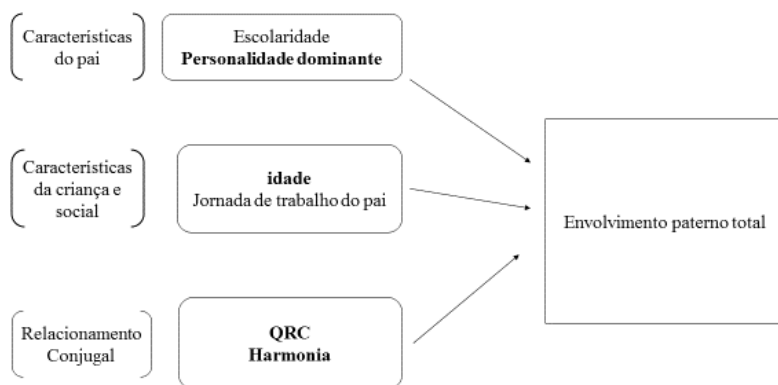 Características
do pai
Escolaridade
Personalidade dominante
Características
da criança e
social
idade
Jornada de trabalho do pai
Envolvimento paterno total
Relacionamento
Conjugal
QRC
Harmonia